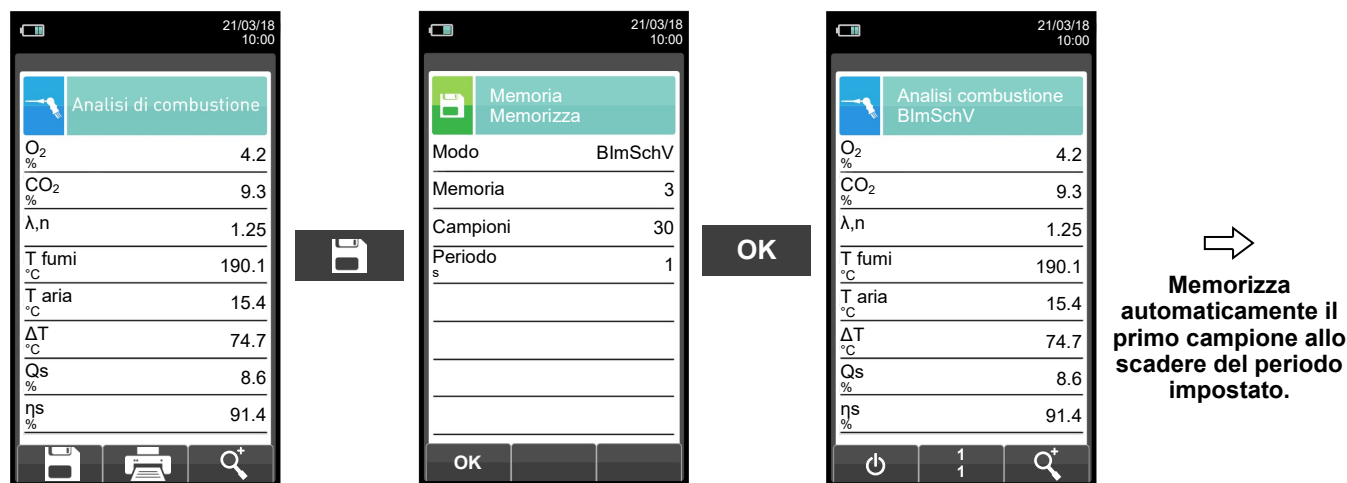 21/03/18
10:00
Analisi di combustione
O2
%
4.2
CO2
%
9.3
λ,n
1.25
T fumi
°C
190.1
T aria
°C
15.4
ΔT
°C
74.7
Qs
%
8.6
ηs
%
91.4
21/03/18
10:00
Memoria
Memorizza
Modo
BImSchV
Memoria
3
Campioni
30
Periodo
s
1
OK
OK
21/03/18
10:00
Analisi combustione
BImSchV
O2
%
4.2
CO2
%
9.3
λ,n
1.25
T fumi
°C
190.1
T aria
°C
15.4
ΔT
°C
74.7
Qs
%
8.6
ηs
%
91.4
1
1
Memorizza
automaticamente il
primo campione allo
scadere del periodo
impostato.